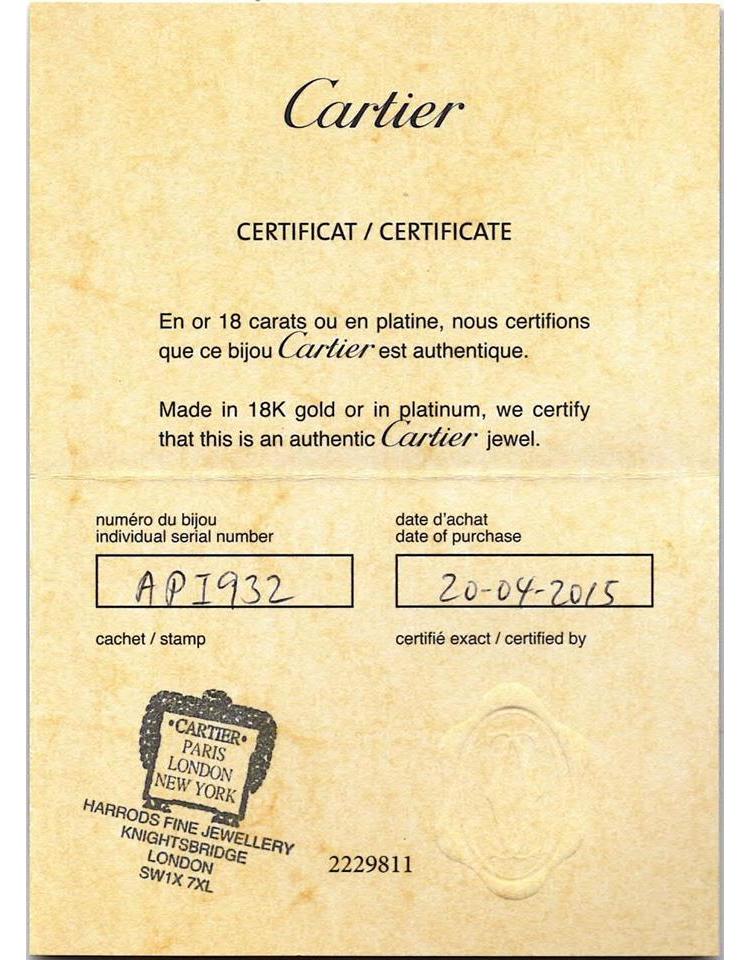 Cartier
CERTIFICAT / CERTIFICATE
En or 18 carats ou en platine, nous certifions
que ce bijou Cartier est authentique.
Made in 18K gold or in platinum, we certify
that this is an authentic Cartier jewel.
numéro du bijou
individual serial number
API932
date d'achat
date of purchase
20-04-2015
cachet / stamp
certifié exact / certified by
•CARTIER•
PARIS
LONDON
NEW YORK
HARRODS FINE JEWELLERY
KNIGHTSBRIDGE
LONDON
SW1X 7XL
2229811